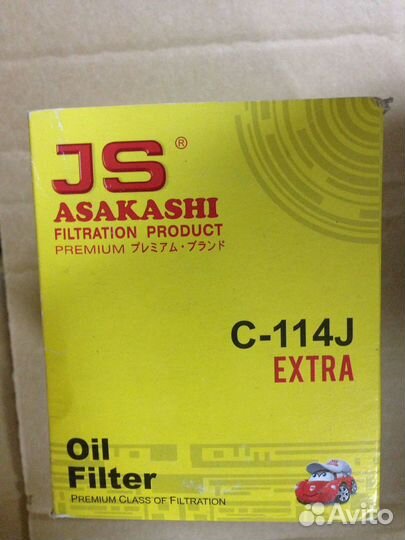 JS®
ASAKASHI
FILTRATION PRODUCT
PREMIUM プレミアム・ブランド
C-114J
EXTRA
Oil
Filter
PREMIUM CLASS OF FILTRATION
Avito